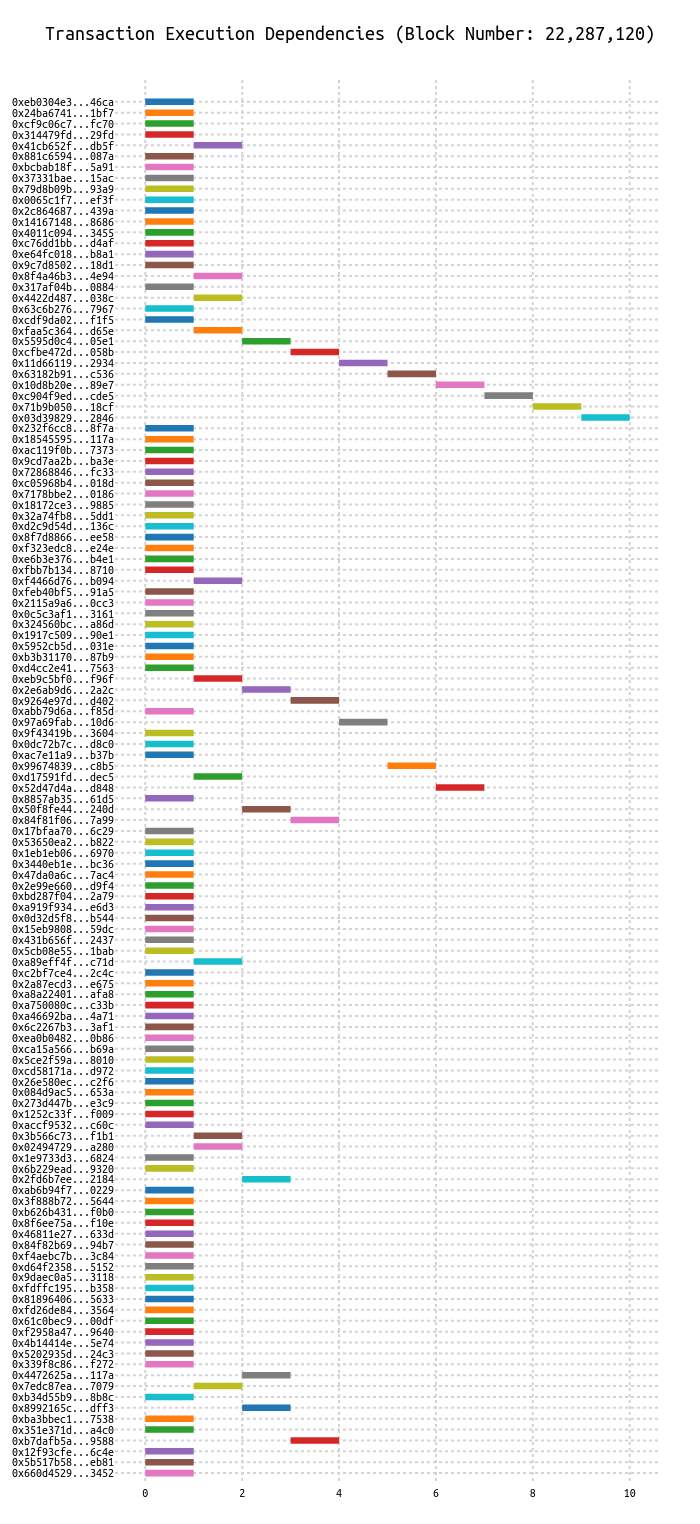 Transaction Execution Dependencies (Block Number: 22,287,120)
0xeb0304e3...46ca
0x24ba6741...1bf7
0xcf9c06c7...fc70
0x314479fd...29fd
0x41cb652f...db5f
0x881c6594...087a
0xbcbab18f...5a91
0x37331bae...15ac
0x79d8b09b...93a9
0x0065c1f7...ef3f
0x2c864687...439a
0x14167148...8686
0x4011c094...3455
0xc76dd1bb...d4af
0xe64fc018...b8a1
0x9c7d8502...18d1
0x8f4a46b3...4e94
0x317af04b...0884
0x4422d487...038c
0x63c6b276...7967
0xcdf9da02...f1f5
0xfaa5c364...d65e
0x5595d0c4...05e1
0xcfbe472d...058b
0x11d66119...2934
0x63182b91...c536
0x10d8b20e...89e7
0xc904f9ed...cde5
0x71b9b050...18cf
0x03d39829...2846
0x232f6cc8...8f7a
0x18545595...117a
0xac119f0b...7373
0x9cd7aa2b...ba3e
0x72868846...fc33
0xc05968b4...018d
0x7178bbe2...0186
0x18172ce3...9885
0x32a74fb8...5dd1
0xd2c9d54d...136c
0x8f7d8866...ee58
0xf323edc8...e24e
0xe6b3e376...b4e1
0xfbb7b134...8710
0xf4466d76...b094
0xfeb40bf5...91a5
0x2115a9a6...0cc3
0x0c5c3af1...3161
0x324560bc...a86d
0x1917c509...90e1
0x5952cb5d...031e
0xb3b31170...87b9
0xd4cc2e41...7563
0xeb9c5bf0...f96f
0x2e6ab9d6...2a2c
0x9264e97d...d402
0xabb79d6a...f85d
0x97a69fab...10d6
0x9f43419b...3604
0x0dc72b7c...d8c0
0xac7e11a9...b37b
0x99674839...c8b5
0xd17591fd...dec5
0x52d47d4a...d848
0x8857ab35...61d5
0x50f8fe44...240d
0x84f81f06...7a99
0x17bfaa70...6c29
0x53650ea2...b822
0x1eb1eb06...6970
0x3440eb1e...bc36
0x47da0a6c...7ac4
0x2e99e660...d9f4
0xbd287f04...2a79
0xa919f934...e6d3
0x0d32d5f8...b544
0x15eb9808...59dc
0x431b656f...2437
0x5cb08e55...1bab
0xa89eff4f...c71d
0xc2bf7ce4...2c4c
0x2a87ecd3...e675
0xa8a22401...afa8
0xa750080c...c33b
0xa46692ba...4a71
0x6c2267b3...3af1
0xea0b0482...0b86
0xca15a566...b69a
0x5ce2f59a...8010
0xcd58171a...d972
0x26e580ec...c2f6
0x084d9ac5...653a
0x273d447b...e3c9
0x1252c33f...f009
0xaccf9532...c60c
0x3b566c73...f1b1
0x02494729...a280
0x1e9733d3...6824
0x6b229ead...9320
0x2fd6b7ee...2184
0xab6b94f7...0229
0x3f888b72...5644
0xb626b431...f0b0
0x8f6ee75a...f10e
0x46811e27...633d
0x84f82b69...94b7
0xf4aebc7b...3c84
0xd64f2358...5152
0x9daec0a5...3118
0xfdffc195...b358
0x81896406...5633
0xfd26de84...3564
0x61c0bec9...00df
0xf2958a47...9640
0x4b14414e...5e74
0x5202935d...24c3
0x339f8c86...f272
0x4472625a...117a
0x7edc87ea...7079
0xb34d55b9...8b8c
0x8992165c...dff3
0xba3bbec1...7538
0x351e371d...a4c0
0xb7dafb5a...9588
0x12f93cfe...6c4e
0x5b517b58...eb81
0x660d4529...3452
0 2 4 6 8 10